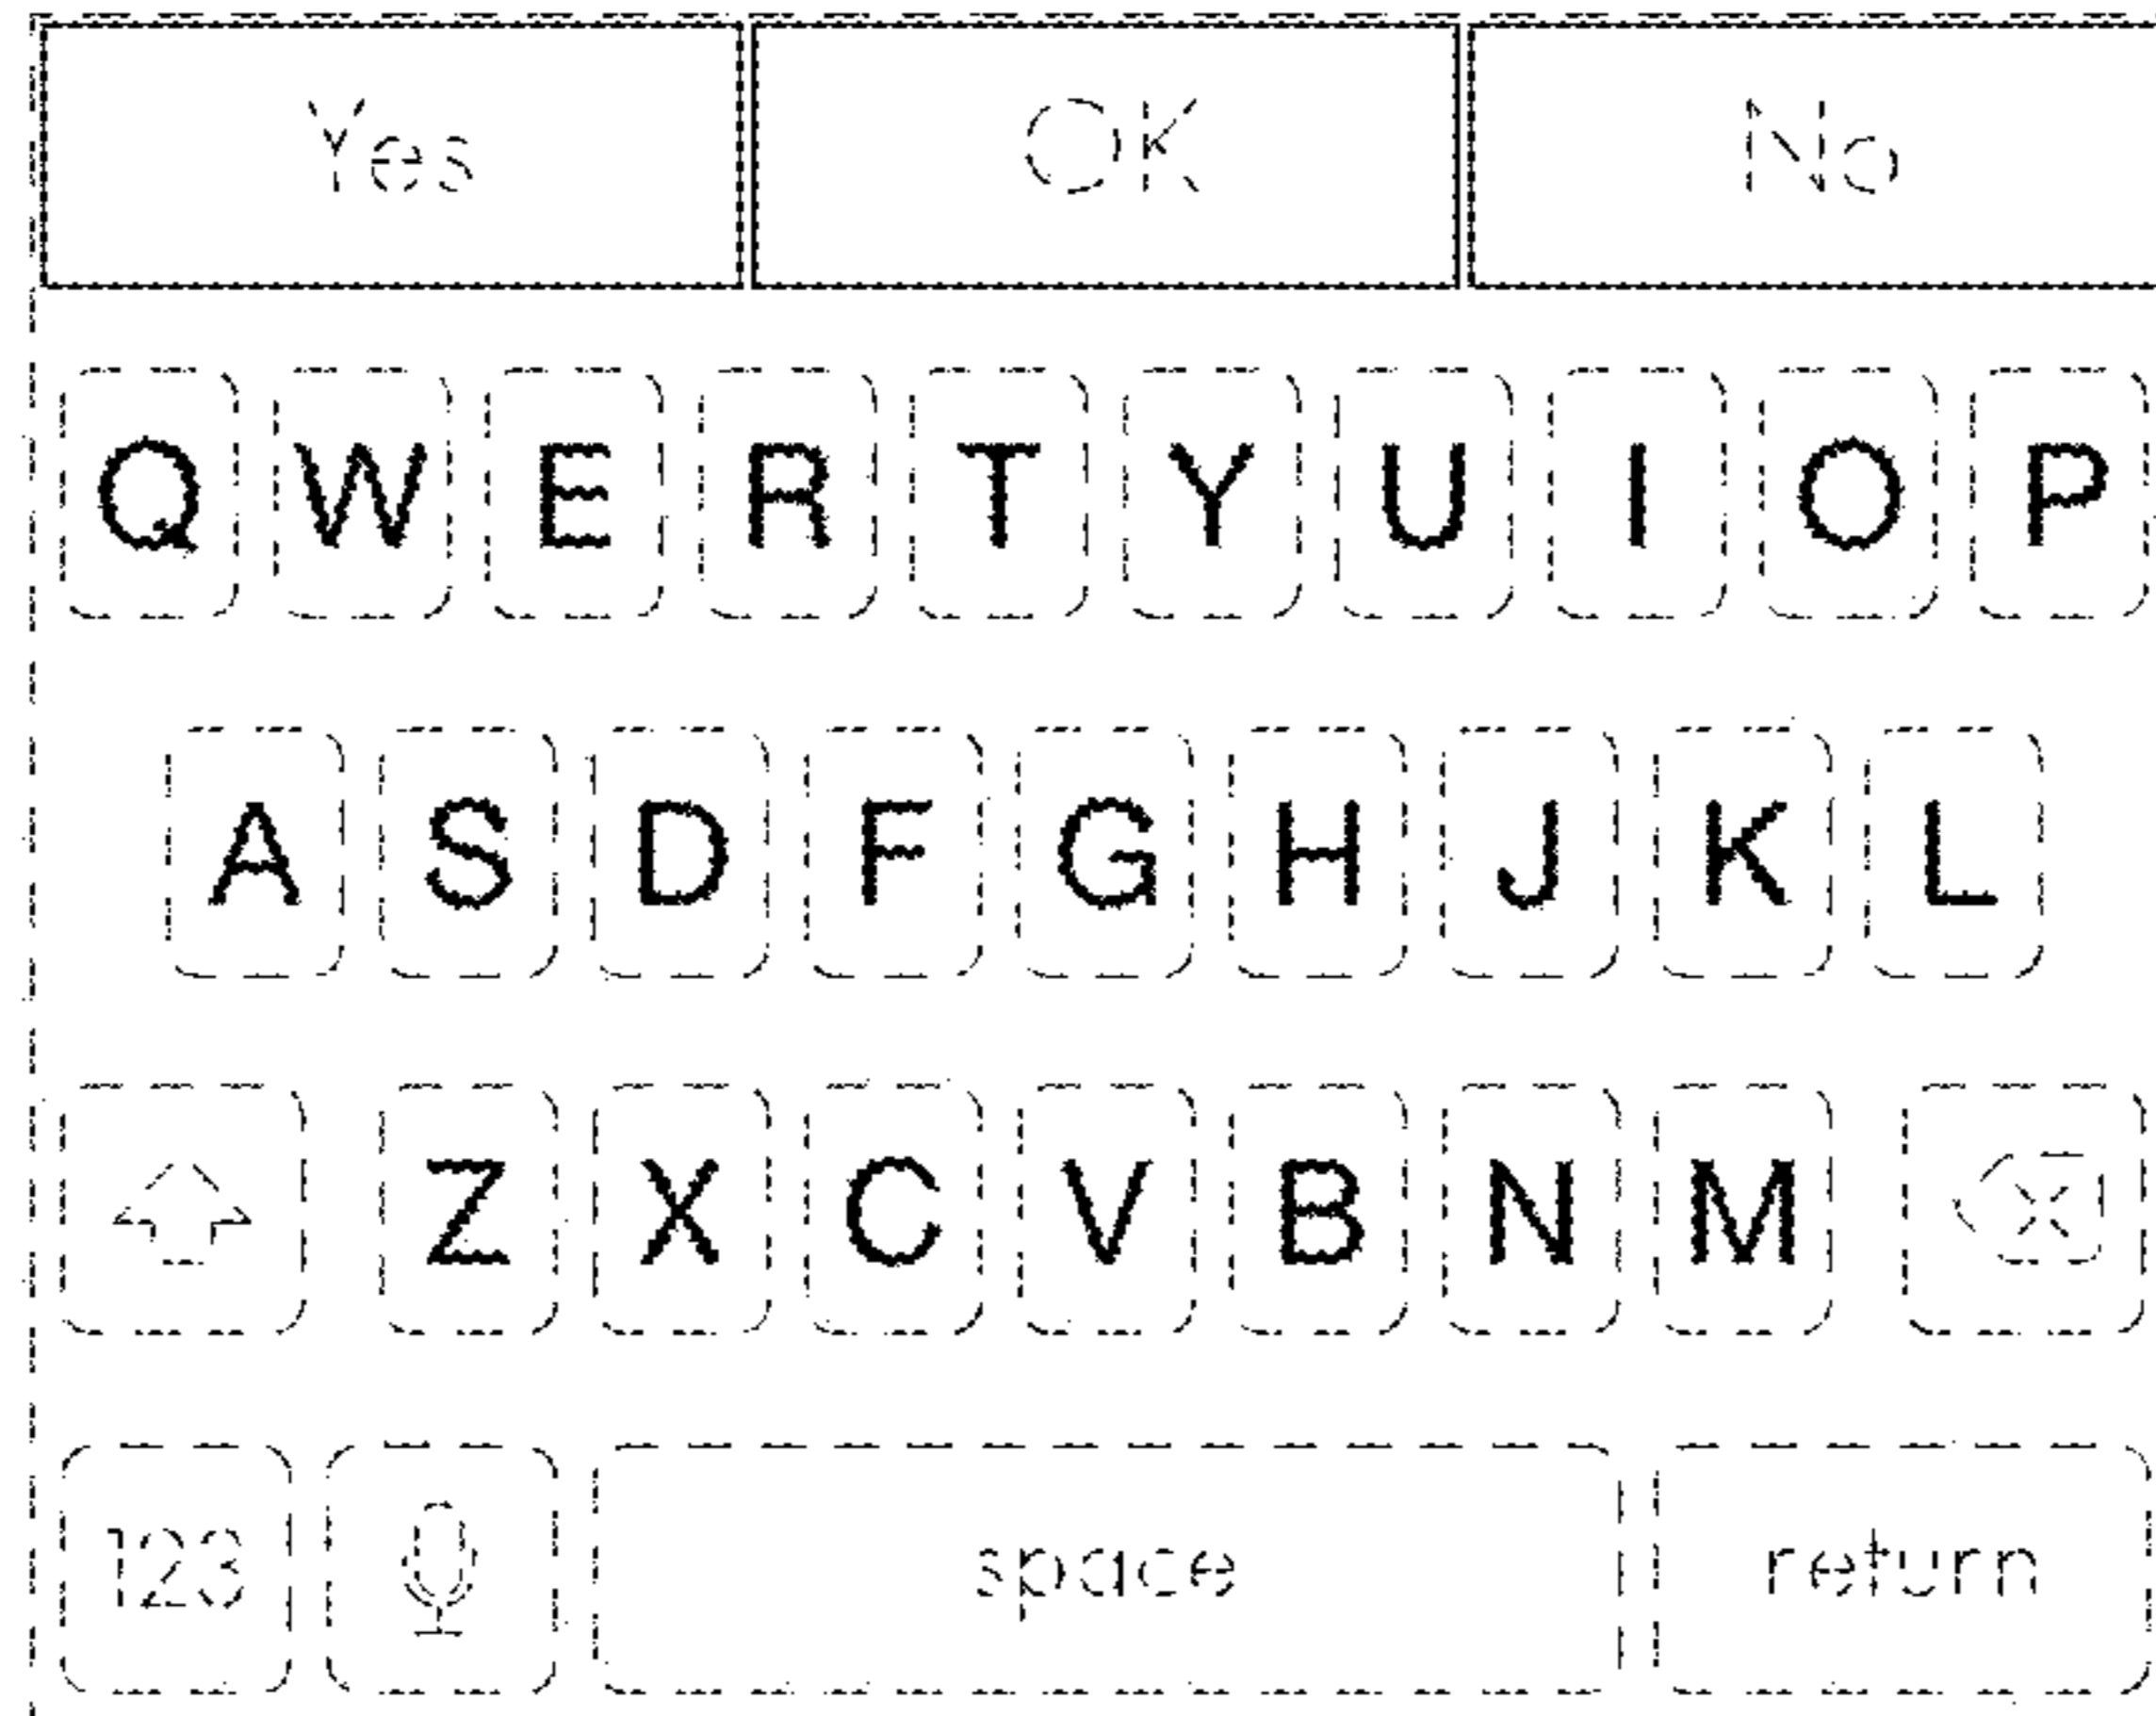 Yes OK No
Q W E R T Y U I O P
A S D F G H J K L
Z X C V B N M
123 space return